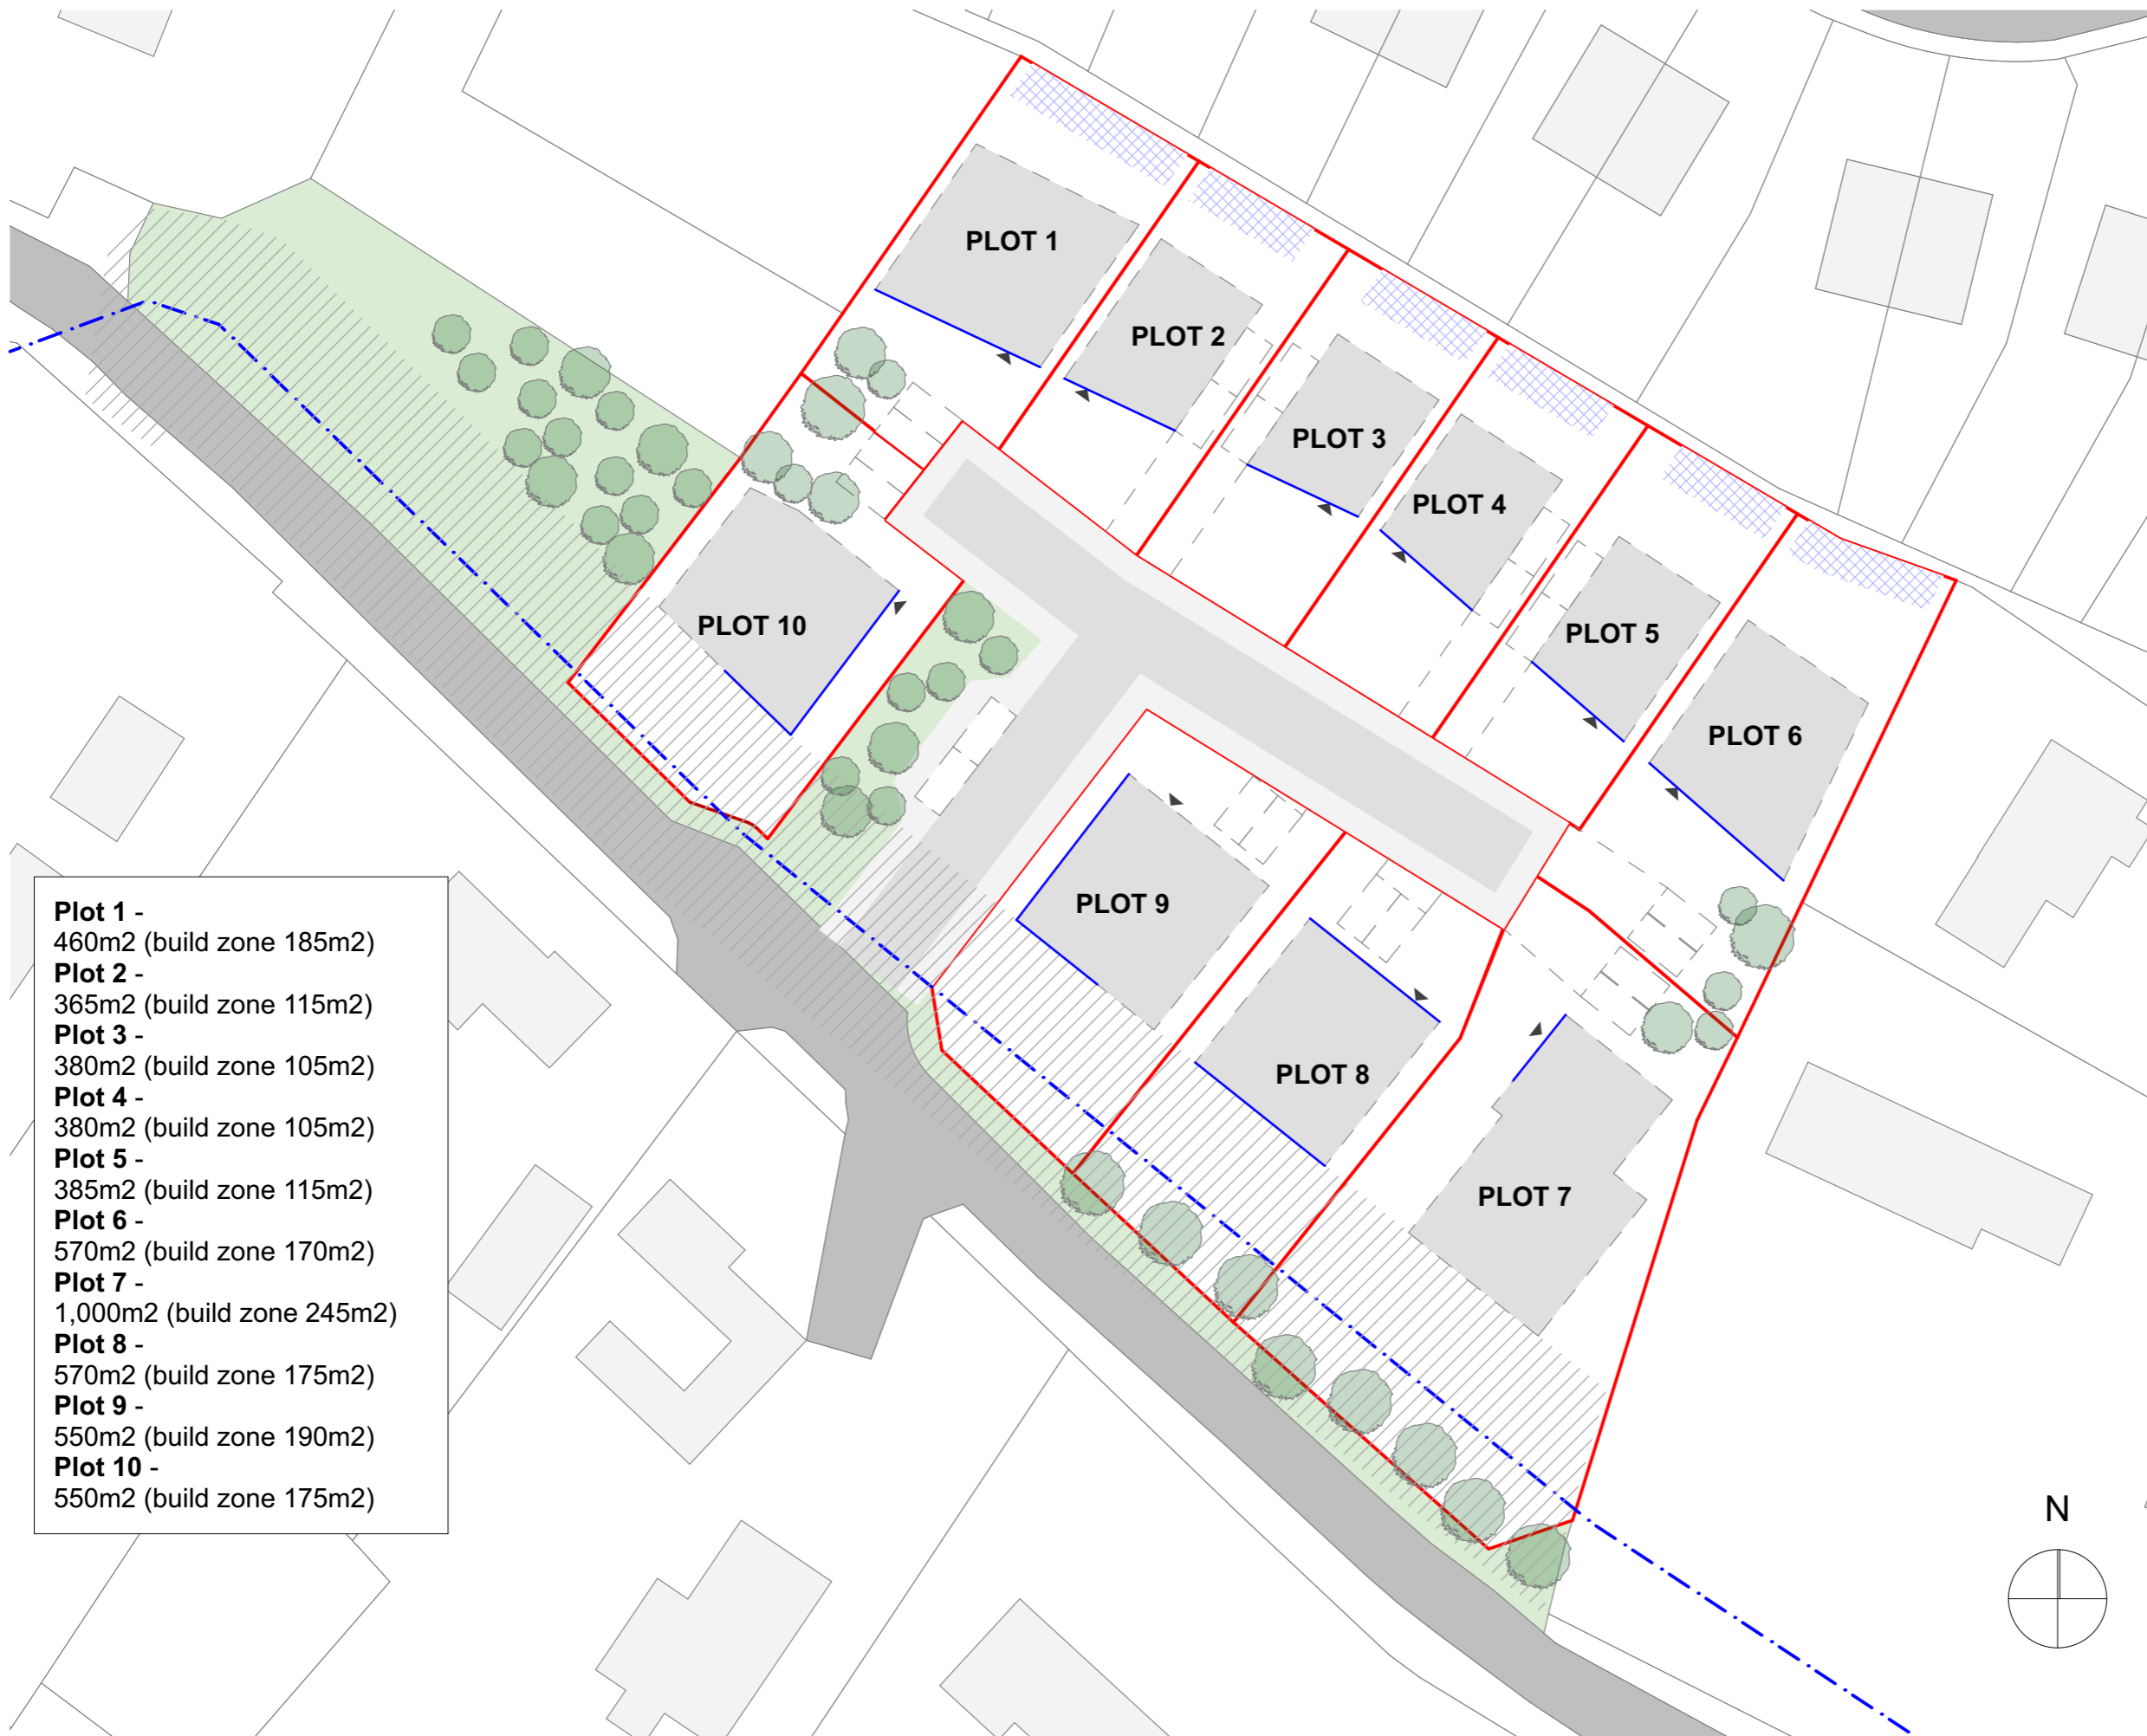 PLOT 1
PLOT 2
PLOT 3
PLOT 4
PLOT 5
PLOT 6
PLOT 10
PLOT 9
PLOT 8
PLOT 7
Plot 1 -
460m2 (build zone 185m2)
Plot 2 -
365m2 (build zone 115m2)
Plot 3 -
380m2 (build zone 105m2)
Plot 4 -
380m2 (build zone 105m2)
Plot 5 -
385m2 (build zone 115m2)
Plot 6 -
570m2 (build zone 170m2)
Plot 7 -
1,000m2 (build zone 245m2)
Plot 8 -
570m2 (build zone 175m2)
Plot 9 -
550m2 (build zone 190m2)
Plot 10 -
550m2 (build zone 175m2)
N